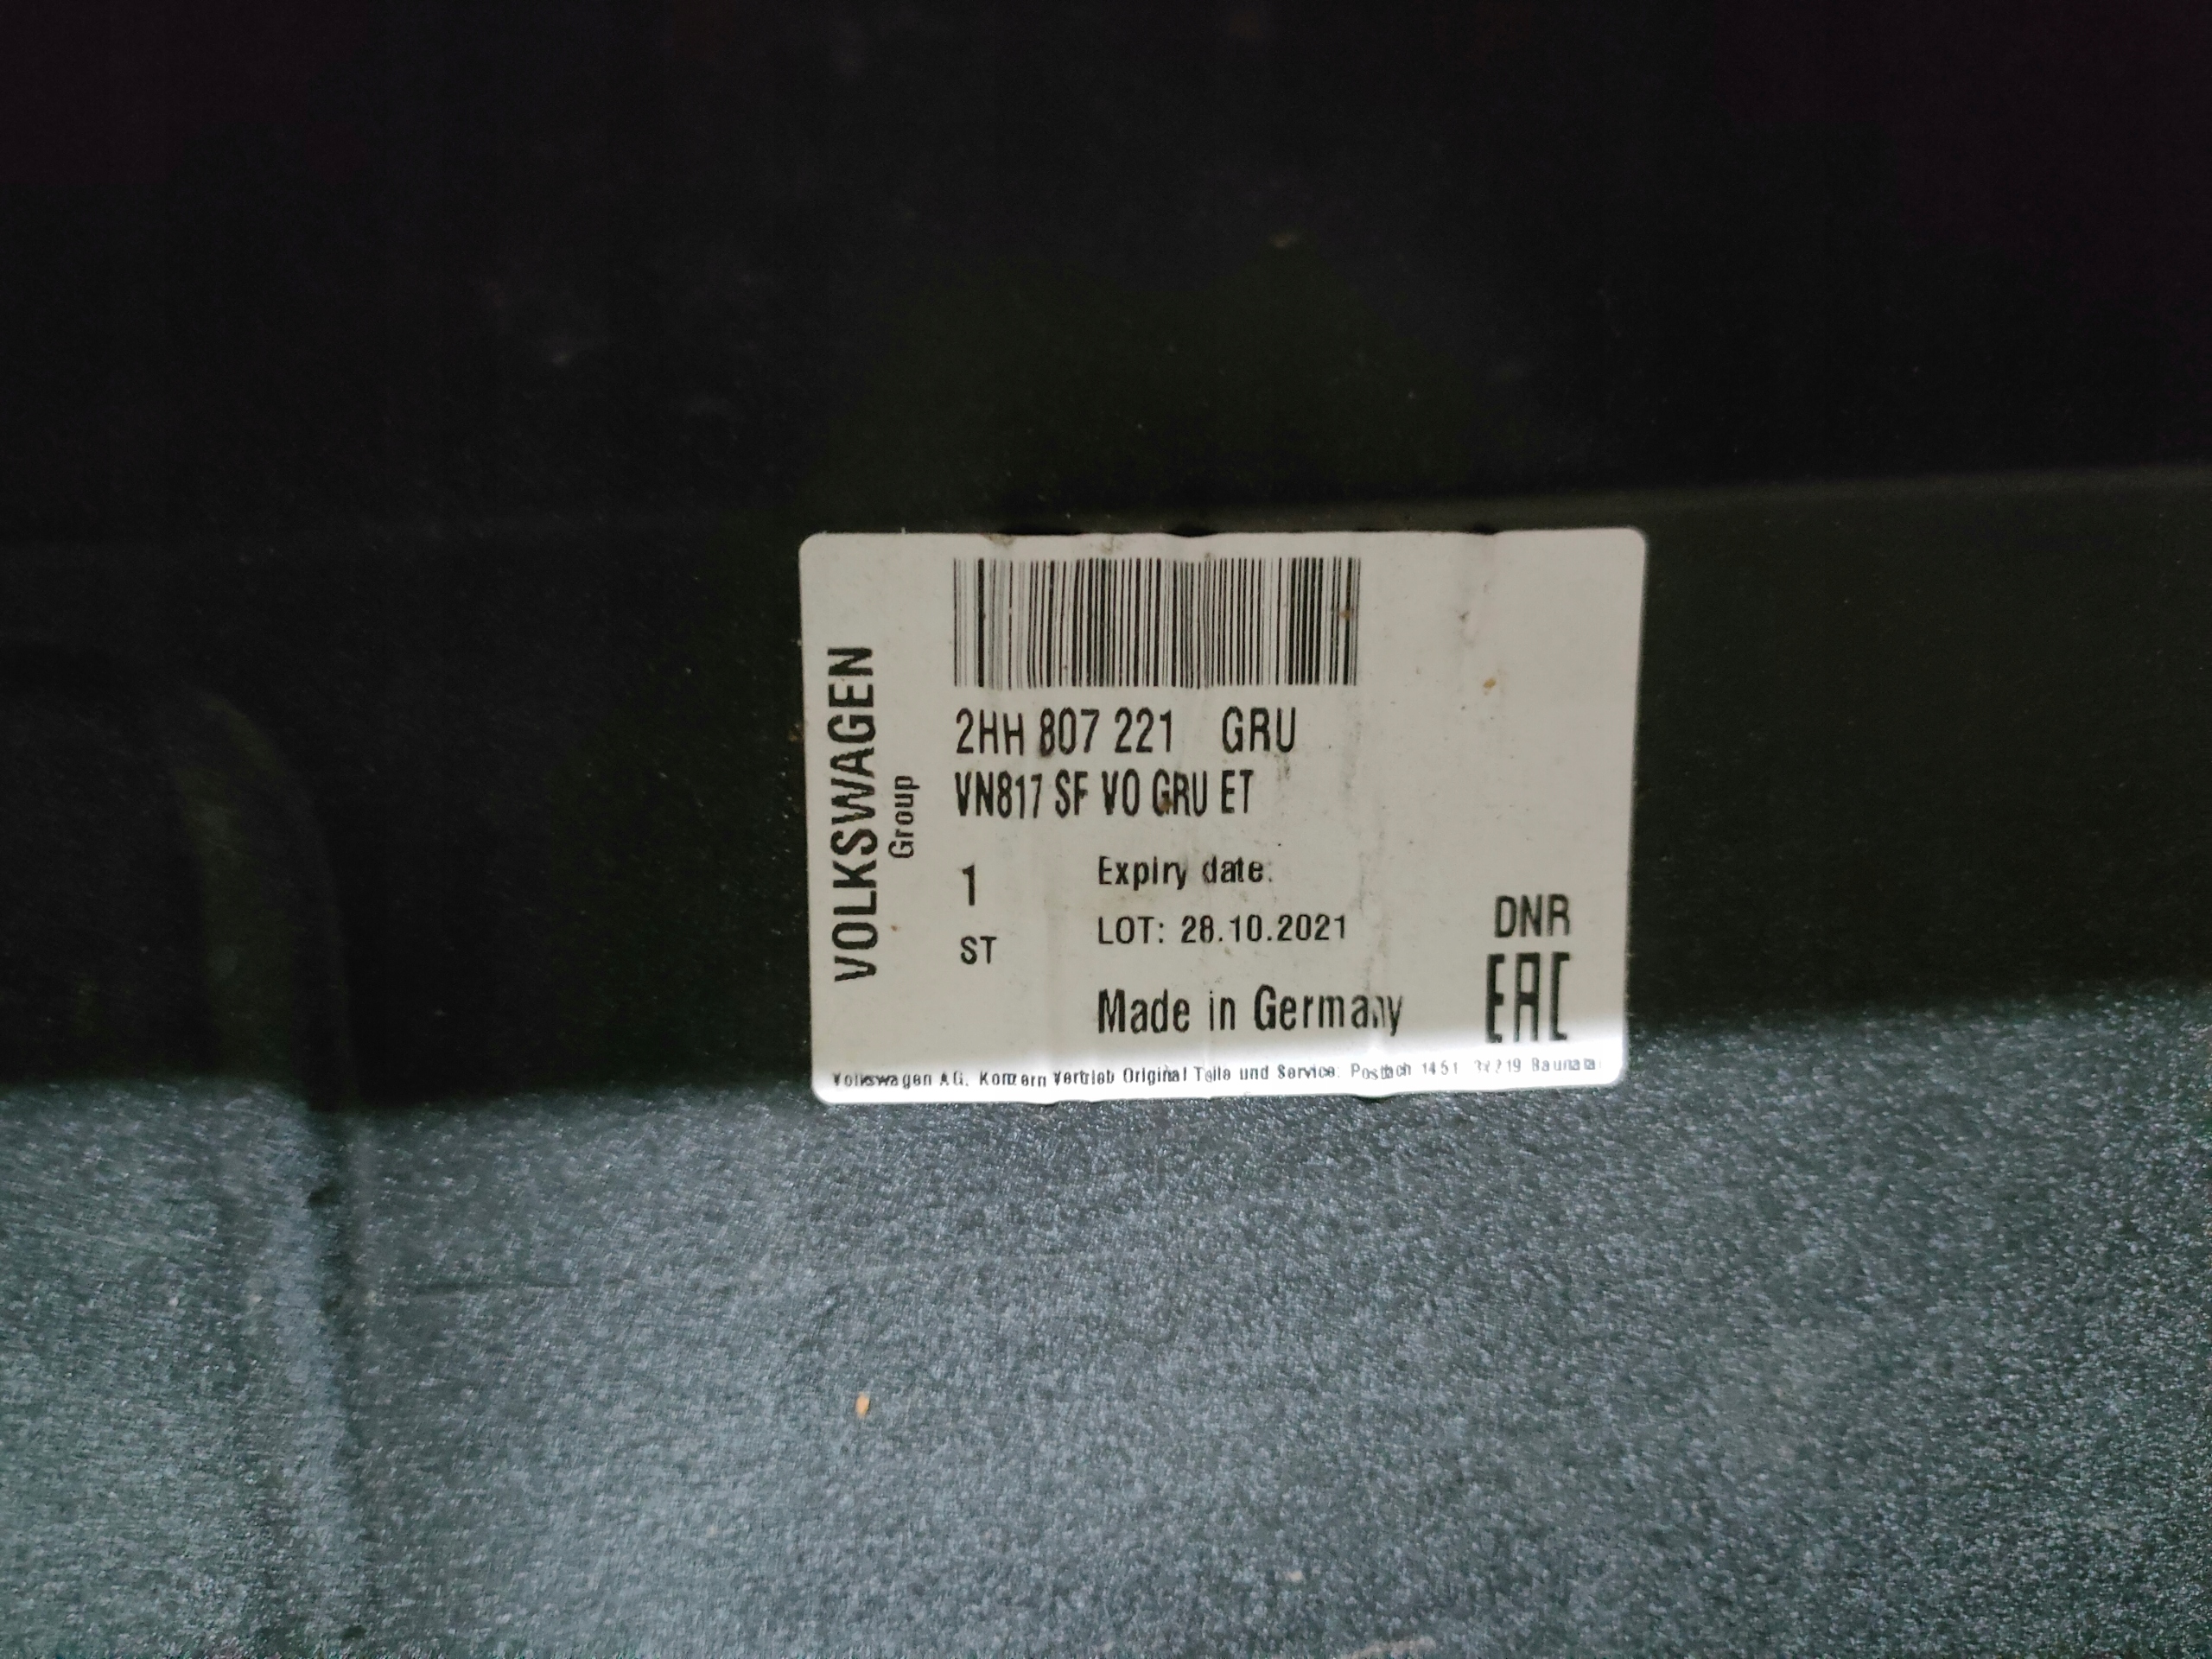 VOLKSWAGEN
Group
2HH 807 221 GRU
VN817 SF VO GRU ET
1
ST
Expiry date:
LOT: 28.10.2021
Made in Germany
DNR
EAC
Volkswagen AG, Konzern Vertrieb Original Teile und Service; Postfach 1451